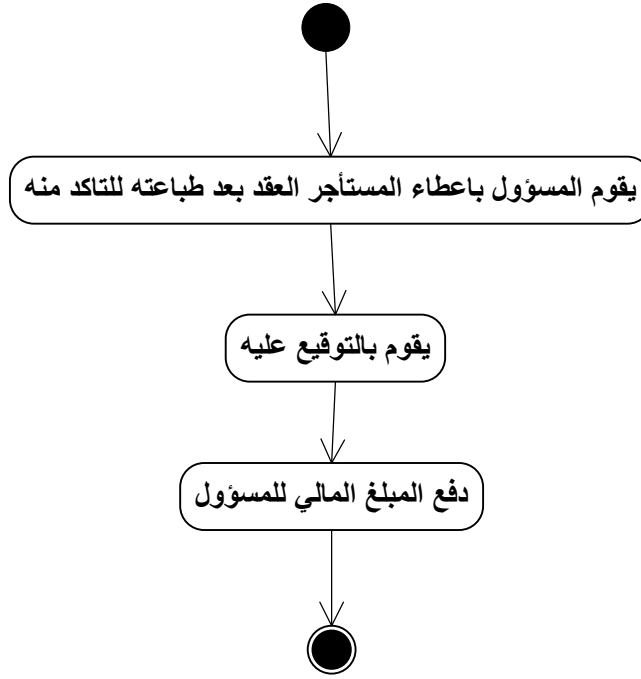 يقوم المسؤول باعطاء المستأجر العقد بعد طباعته للتاكد منه
يقوم بالتوقيع عليه
دفع المبلغ المالي للمسؤول